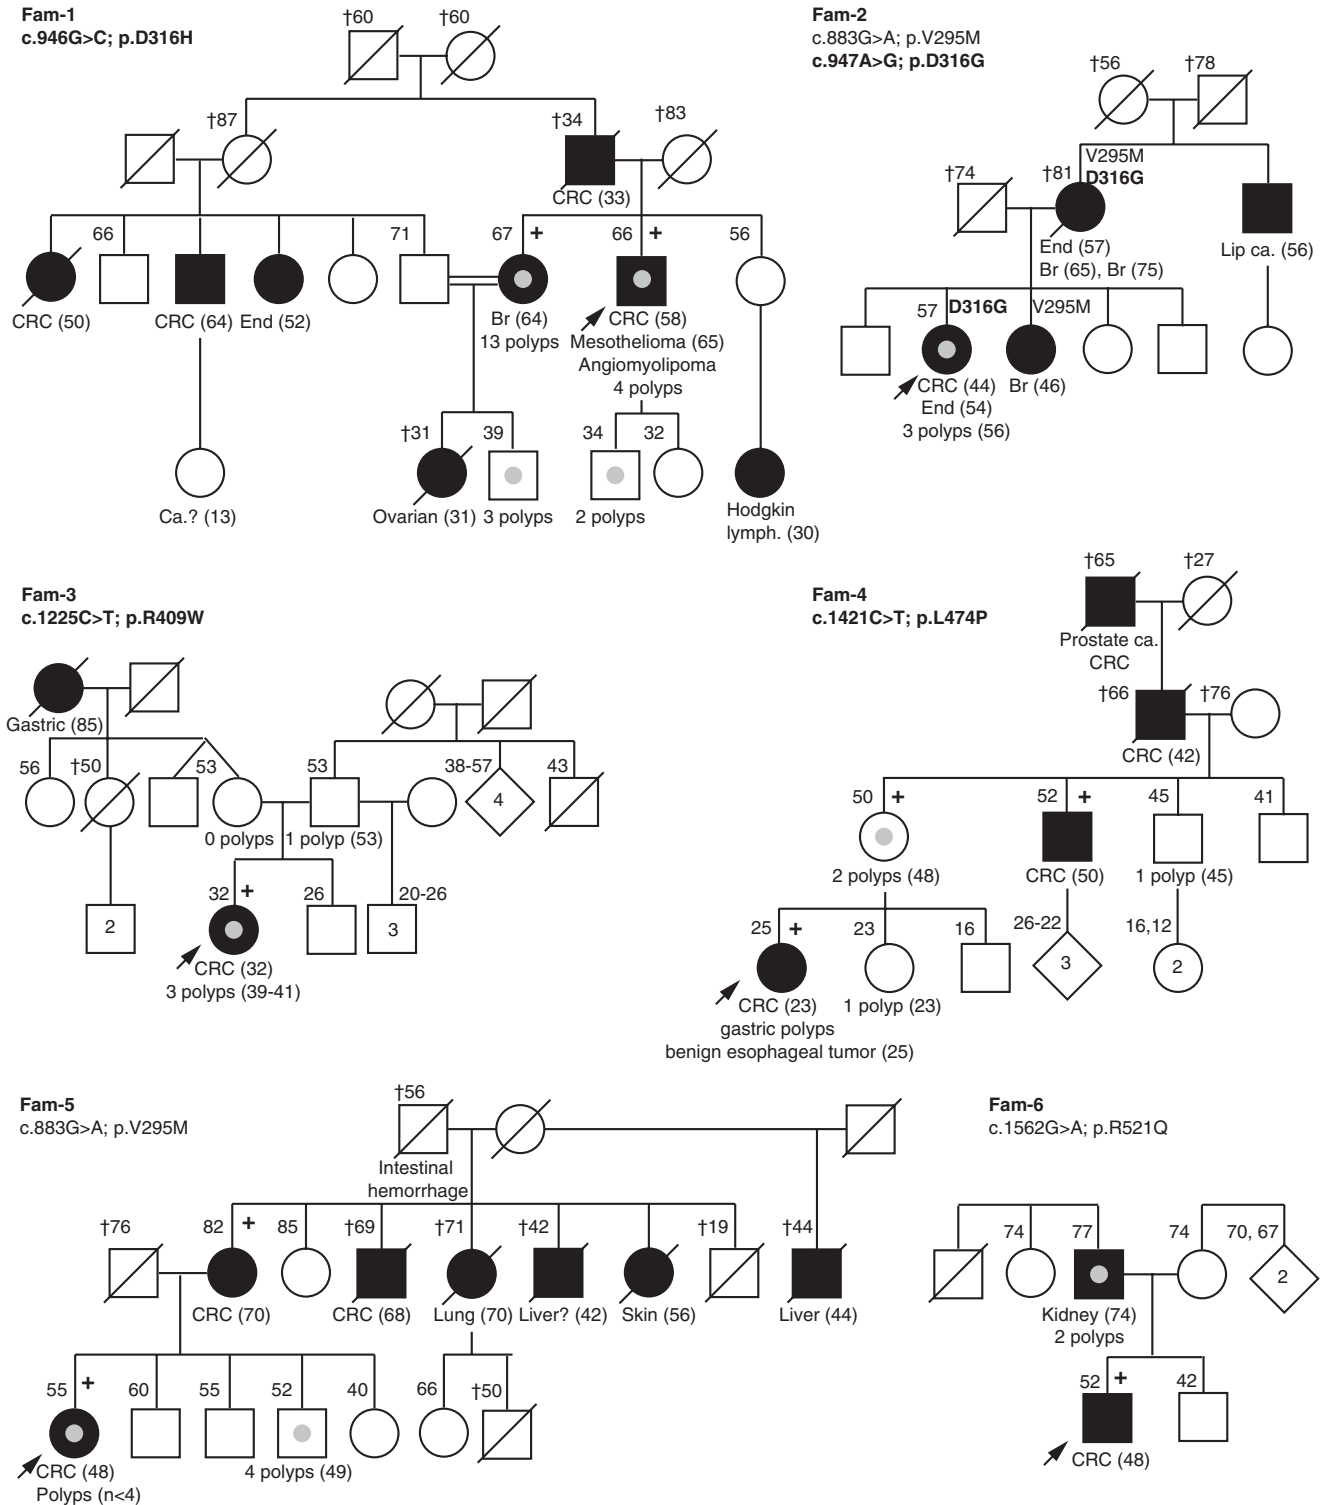 Fam-1
c.946G>C; p.D316H
†60
†60
†87
†34
†83
CRC (33)
66
71
67
+
66
+
56
CRC (50)
CRC (64)
End (52)
Br (64)
13 polyps
CRC (58)
Mesothelioma (65)
Angiomyolipoma
4 polyps
†31
39
34
32
Ca.? (13)
Ovarian (31)
3 polyps
2 polyps
Hodgkin
lymph. (30)
Fam-2
c.883G>A; p.V295M
c.947A>G; p.D316G
†56
†78
V295M
D316G
†74
†81
End (57)
Br (65), Br (75)
Lip ca. (56)
57
D316G
V295M
CRC (44)
End (54)
3 polyps (56)
Br (46)
Fam-3
c.1225C>T; p.R409W
Gastric (85)
56
†50
53
53
38-57
43
4
0 polyps
1 polyp (53)
32
+
26
20-26
2
3
CRC (32)
3 polyps (39-41)
Fam-4
c.1421C>T; p.L474P
†65
†27
Prostate ca.
CRC
†66
†76
CRC (42)
50
+
52
+
45
41
2 polyps (48)
CRC (50)
1 polyp (45)
25
+
23
16
26-22
16,12
3
2
CRC (23)
gastric polyps
benign esophageal tumor (25)
1 polyp (23)
Fam-5
c.883G>A; p.V295M
†56
Intestinal
hemorrhage
†76
82
+
85
†69
†71
†42
†19
†44
CRC (70)
CRC (68)
Lung (70)
Liver? (42)
Skin (56)
Liver (44)
55
+
60
55
52
40
66
†50
CRC (48)
Polyps (n<4)
4 polyps (49)
Fam-6
c.1562G>A; p.R521Q
74
77
74
70, 67
2
Kidney (74)
2 polyps
52
+
42
CRC (48)